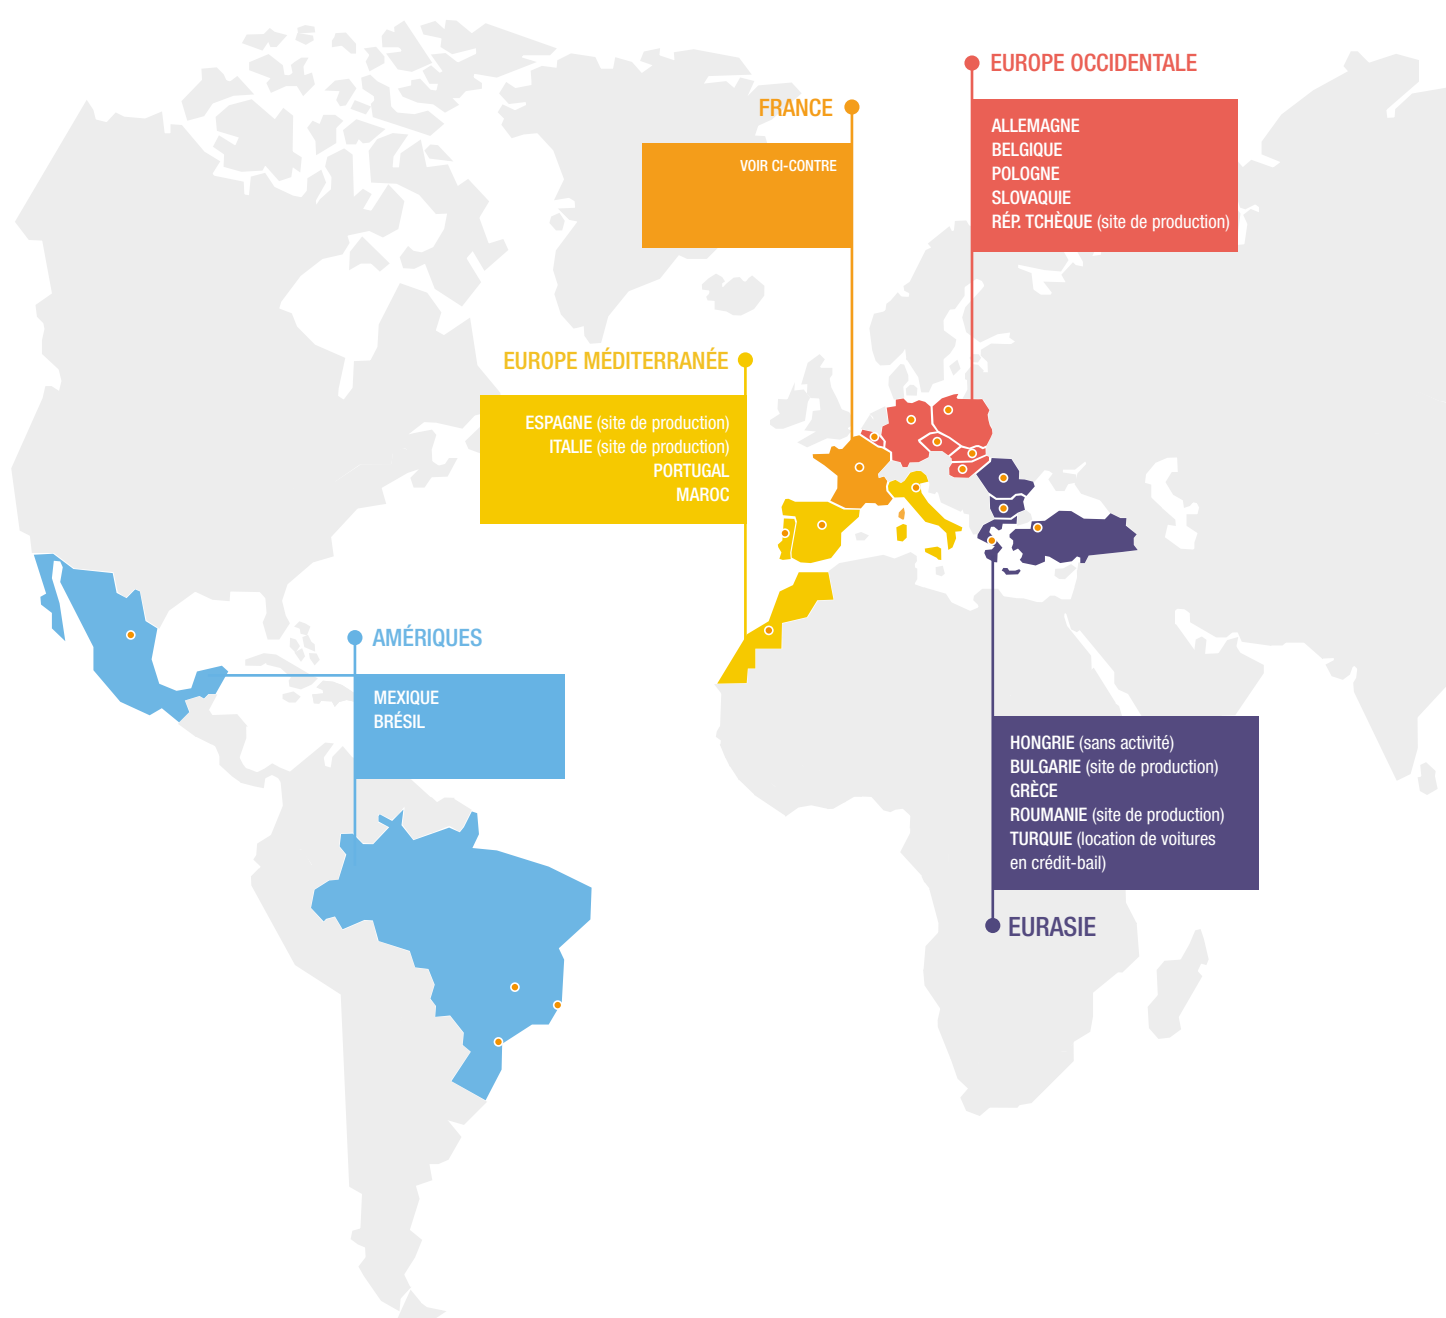 EUROPE OCCIDENTALE
ALLEMAGNE
BELGIQUE
POLOGNE
SLOVAQUIE
RÉP. TCHÈQUE (site de production)
FRANCE
VOIR CI-CONTRE
EUROPE MÉDITERRANÉE
ESPAGNE (site de production)
ITALIE (site de production)
PORTUGAL
MAROC
AMÉRIQUES
MEXIQUE
BRÉSIL
HONGRIE (sans activité)
BULGARIE (site de production)
GRÈCE
ROUMANIE (site de production)
TURQUIE (location de voitures
en crédit-bail)
EURASIE